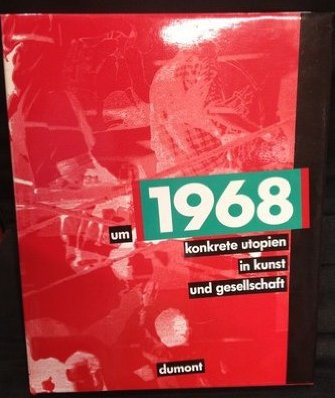 um
1968
konkrete utopien
in kunst
und gesellschaft
dumont